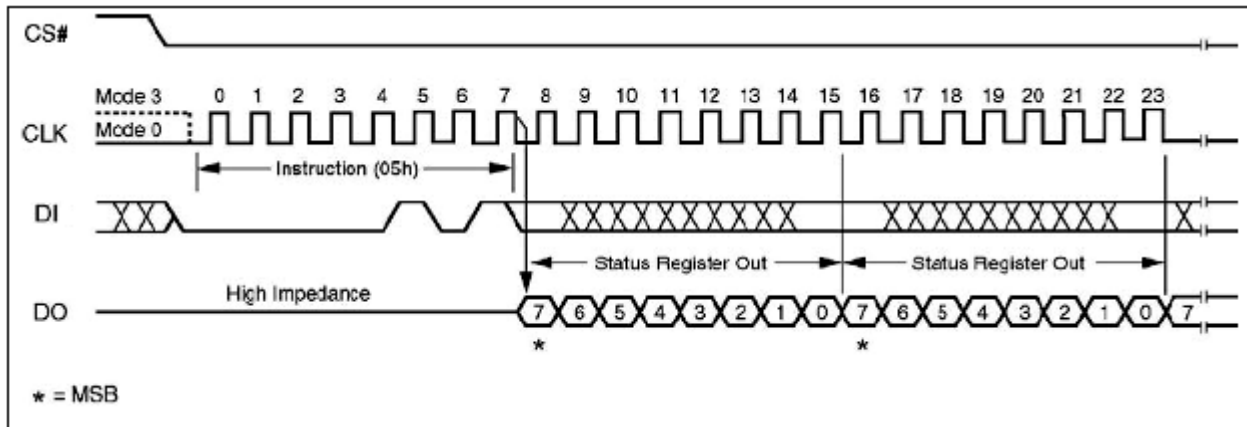 CS#
Mode 3 0 1 2 3 4 5 6 7 8 9 10 11 12 13 14 15 16 17 18 19 20 21 22 23
CLK Mode 0
Instruction (05h)
DI
Status Register Out Status Register Out
High Impedance
DO 7 6 5 4 3 2 1 0 7 6 5 4 3 2 1 0 7
* *
* = MSB